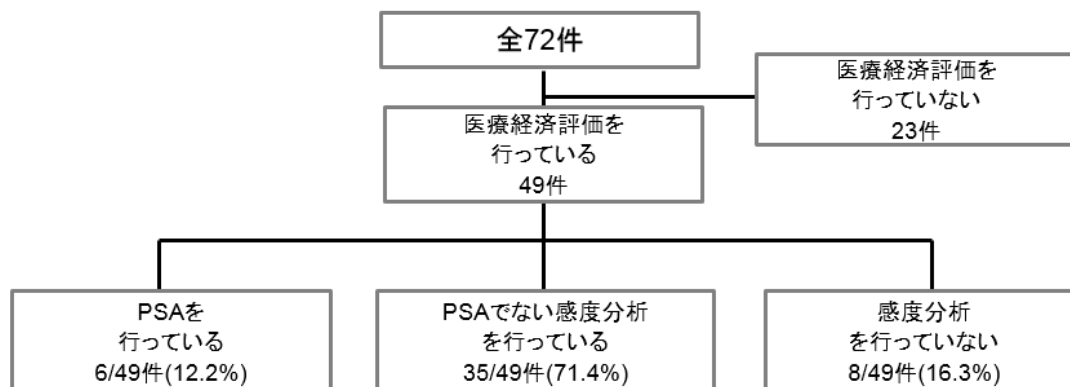 全72件
医療経済評価を
行っていない
23件
医療経済評価を
行っている
49件
PSAを
行っている
6/49件(12.2%)
PSAでない感度分析
を行っている
35/49件(71.4%)
感度分析
を行っていない
8/49件(16.3%)